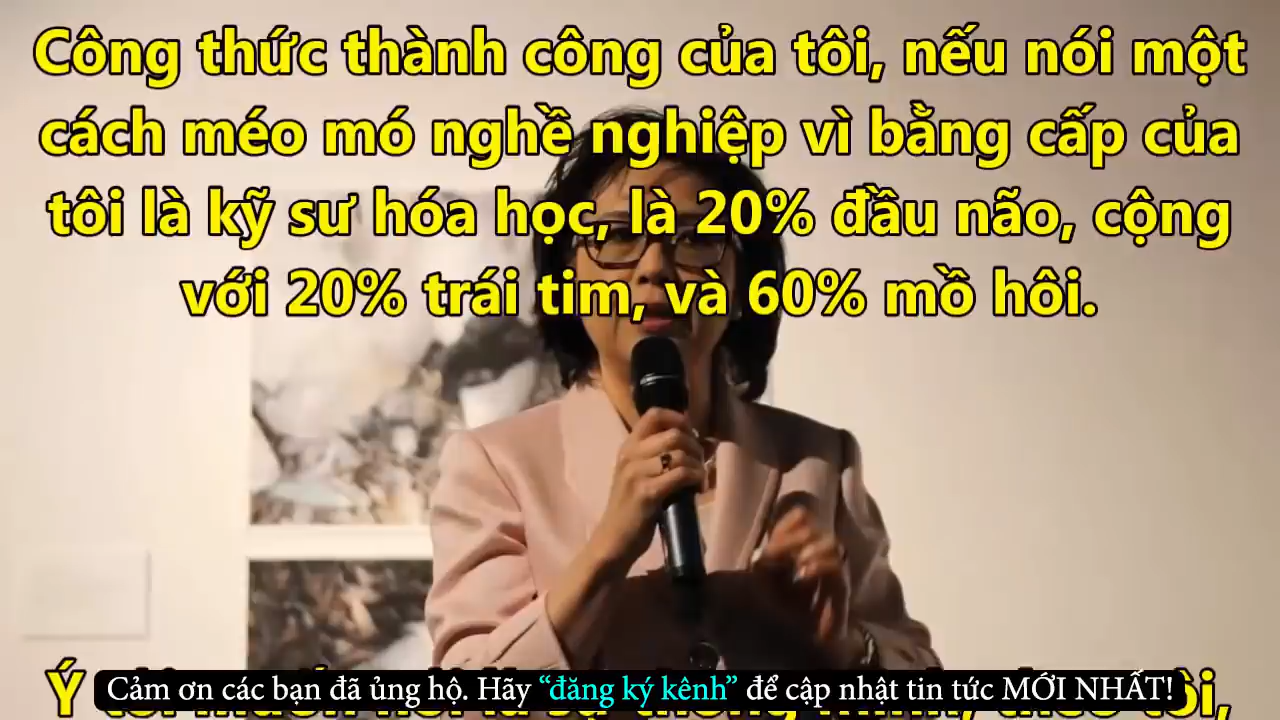 Công thức thành công của tôi, nếu nói một
cách méo mó nghề nghiệp vì bằng cấp của
tôi là kỹ sư hóa học, là 20% đầu não, cộng
với 20% trái tim, và 60% mồ hôi.
Ý
Cảm ơn các bạn đã ủng hộ. Hãy “đăng ký kênh” để cập nhật tin tức MỚI NHẤT!